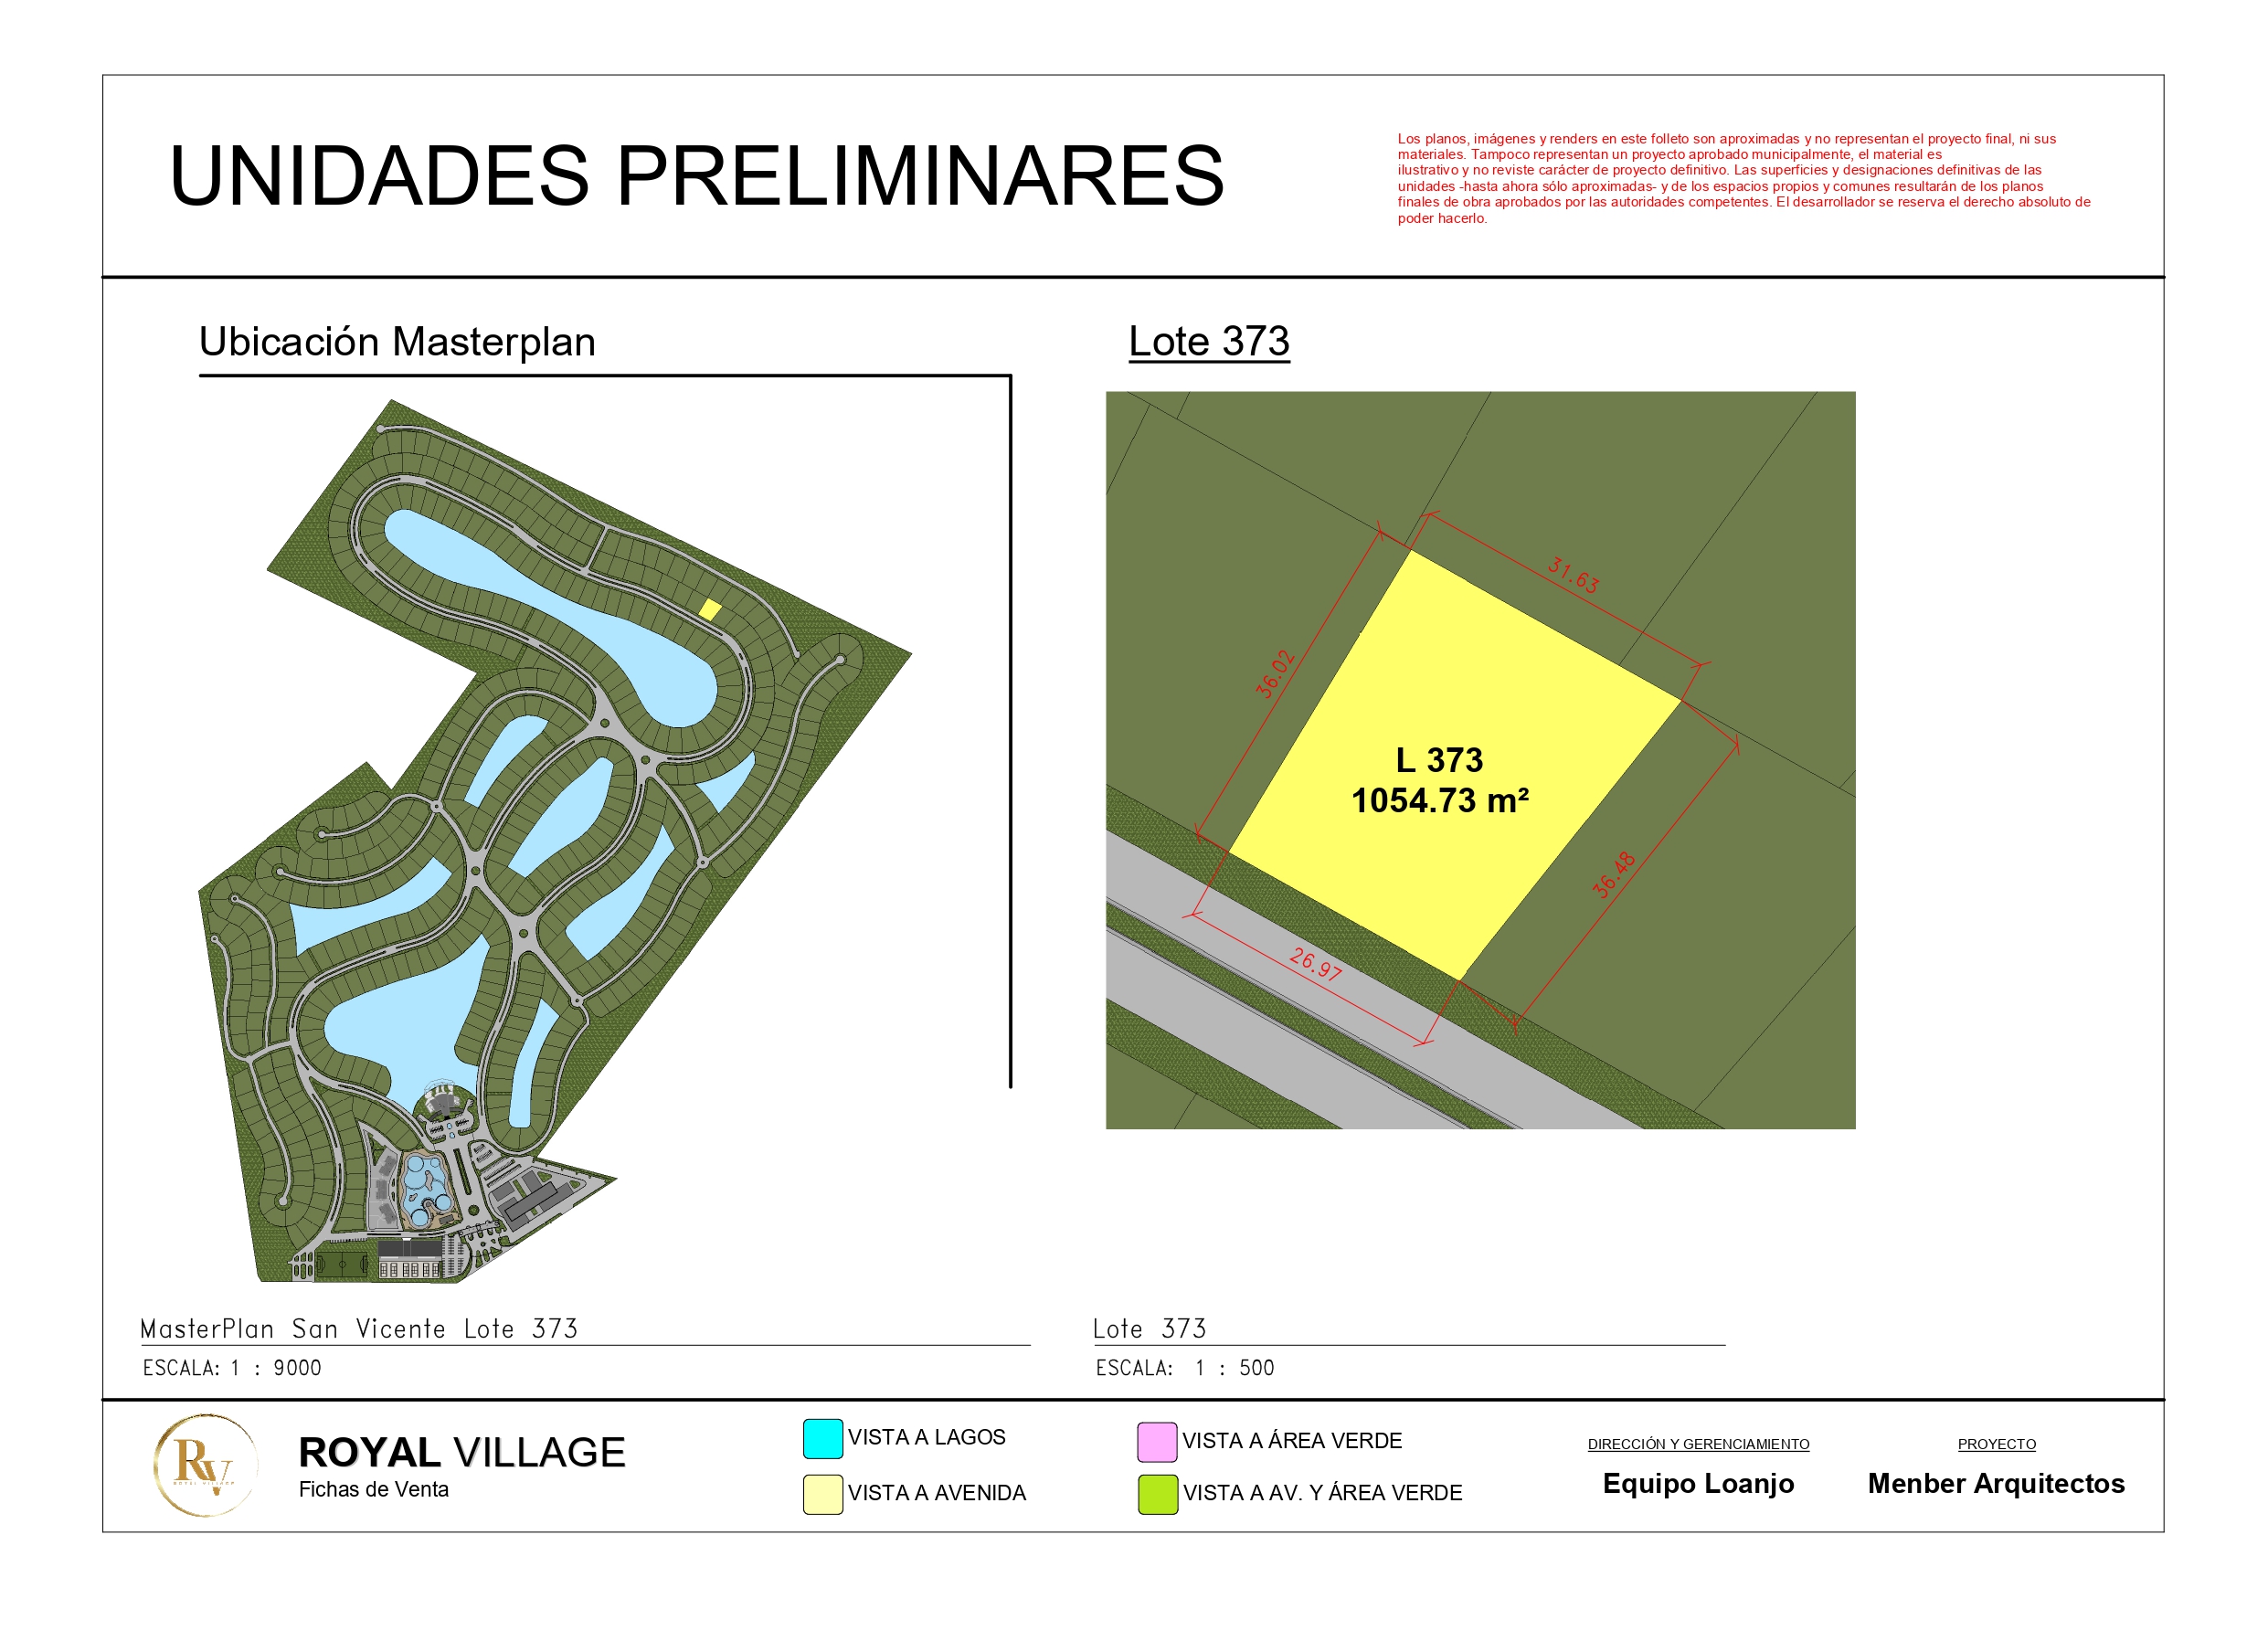 UNIDADES PRELIMINARES
Los planos, imágenes y renders en este folleto son aproximadas y no representan el proyecto final, ni sus
materiales. Tampoco representan un proyecto aprobado municipalmente, el material es
ilustrativo y no reviste carácter de proyecto definitivo. Las superficies y designaciones definitivas de las
unidades -hasta ahora sólo aproximadas- y de los espacios propios y comunes resultarán de los planos
finales de obra aprobados por las autoridades competentes. El desarrollador se reserva el derecho absoluto de
poder hacerlo.
Ubicación Masterplan
Lote 373
31.63
36.02
L 373
1054.73 m²
36.48
26.97
MasterPlan San Vicente Lote 373
ESCALA: 1 : 9000
Lote 373
ESCALA: 1 : 500
RV
ROYAL VILLAGE
ROYAL VILLAGE
Fichas de Venta
VISTA A LAGOS
VISTA A AVENIDA
VISTA A ÁREA VERDE
VISTA A AV. Y ÁREA VERDE
DIRECCIÓN Y GERENCIAMIENTO
Equipo Loanjo
PROYECTO
Menber Arquitectos